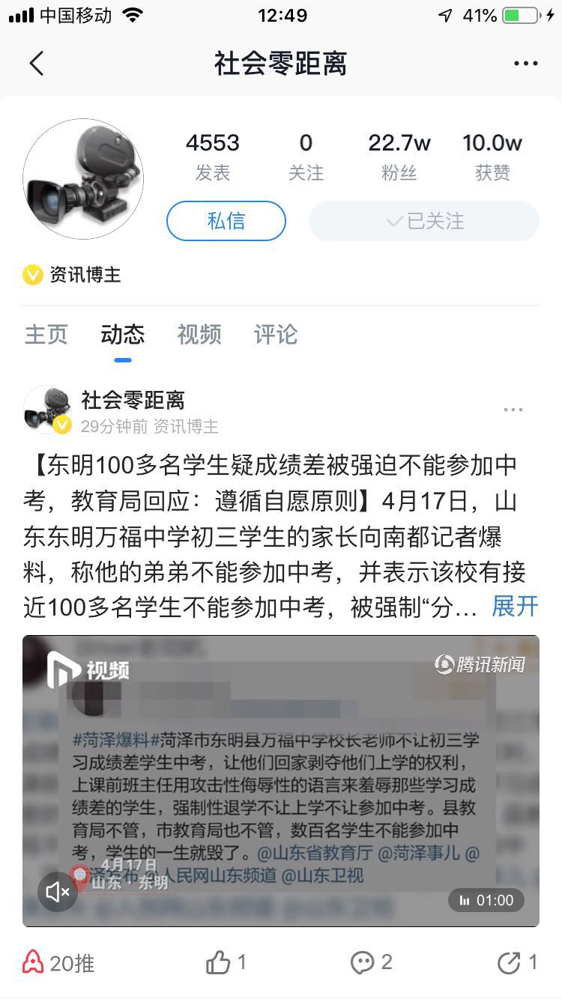 中国移动
12:49
41%
社会零距离
4553
0
22.7w
10.0w
发表
关注
粉丝
获赞
私信
已关注
资讯博主
主页
动态
视频
评论
社会零距离
29分钟前 资讯博主
【东明100多名学生疑成绩差被强迫不能参加中
考，教育局回应：遵循自愿原则】4月17日，山
东东明万福中学初三学生的家长向南都记者爆
料，称他的弟弟不能参加中考，并表示该校有接
近100多名学生不能参加中考，被强制“分... 展开
视频
腾讯新闻
#菏泽爆料#菏泽市东明县万福中学校长老师不让初三学
习成绩差学生中考，让他们回家剥夺他们上学的权利，
上课前班主任用攻击性侮辱性的语言来羞辱那些学习成
绩差的学生，强制性退学不让上学不让参加中考。县教
育局不管，市教育局也不管，数百名学生不能参加中
考，学生的一生就毁了。@山东省教育厅 @菏泽事儿 @
泽发布 @人民网山东频道 @山东卫视
4月17日
山东·东明
01:00
20推
1
2
1